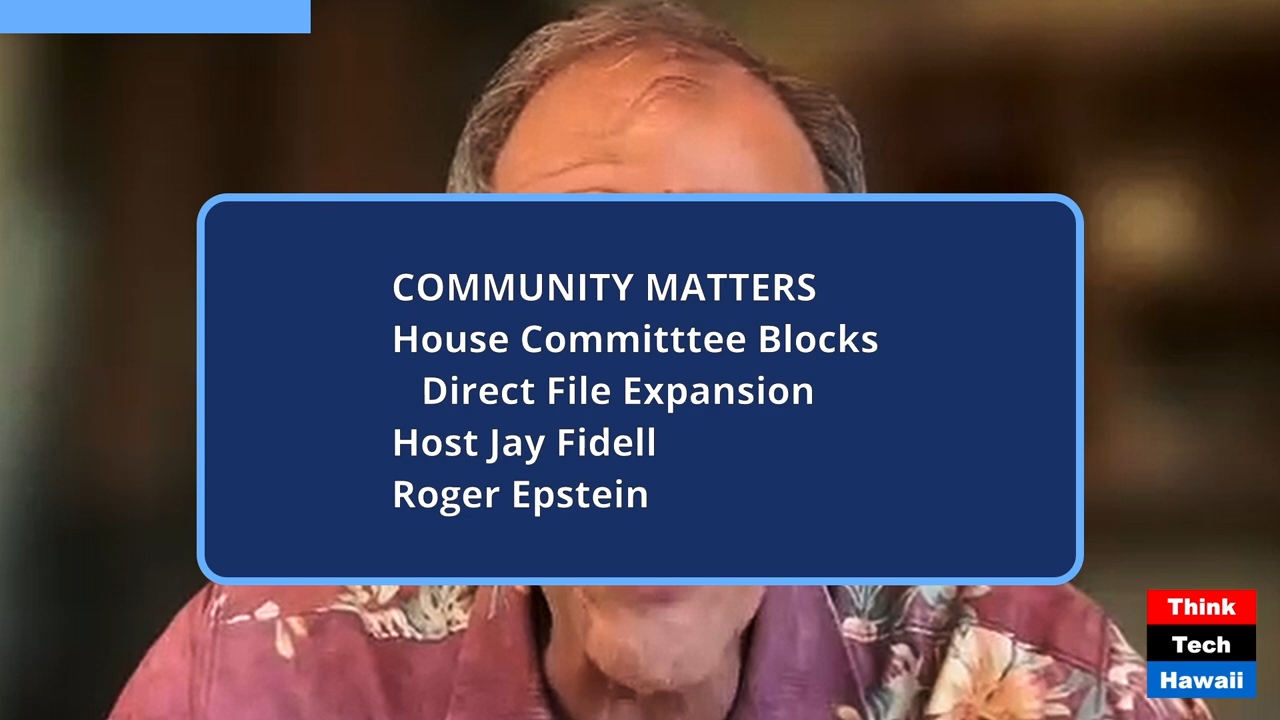 COMMUNITY MATTERS
House Committtee Blocks
Direct File Expansion
Host Jay Fidell
Roger Epstein
Think
Tech
Hawaii